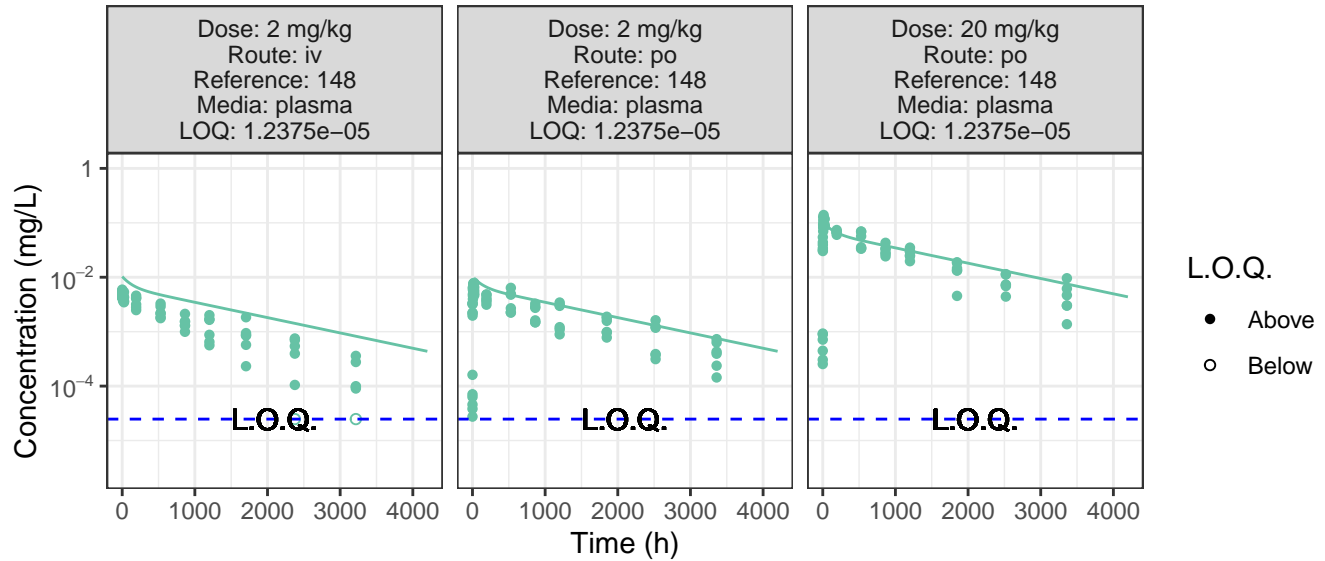 Dose: 2 mg/kg
Route: iv
Reference: 148
Media: plasma
LOQ: 1.2375e−05
Dose: 2 mg/kg
Route: po
Reference: 148
Media: plasma
LOQ: 1.2375e−05
Dose: 20 mg/kg
Route: po
Reference: 148
Media: plasma
LOQ: 1.2375e−05
Concentration (mg/L)
1
10⁻²
10⁻⁴
L.O.Q.
L.O.Q.
L.O.Q.
0 1000 2000 3000 4000
0 1000 2000 3000 4000
0 1000 2000 3000 4000
Time (h)
L.O.Q.
Above
Below